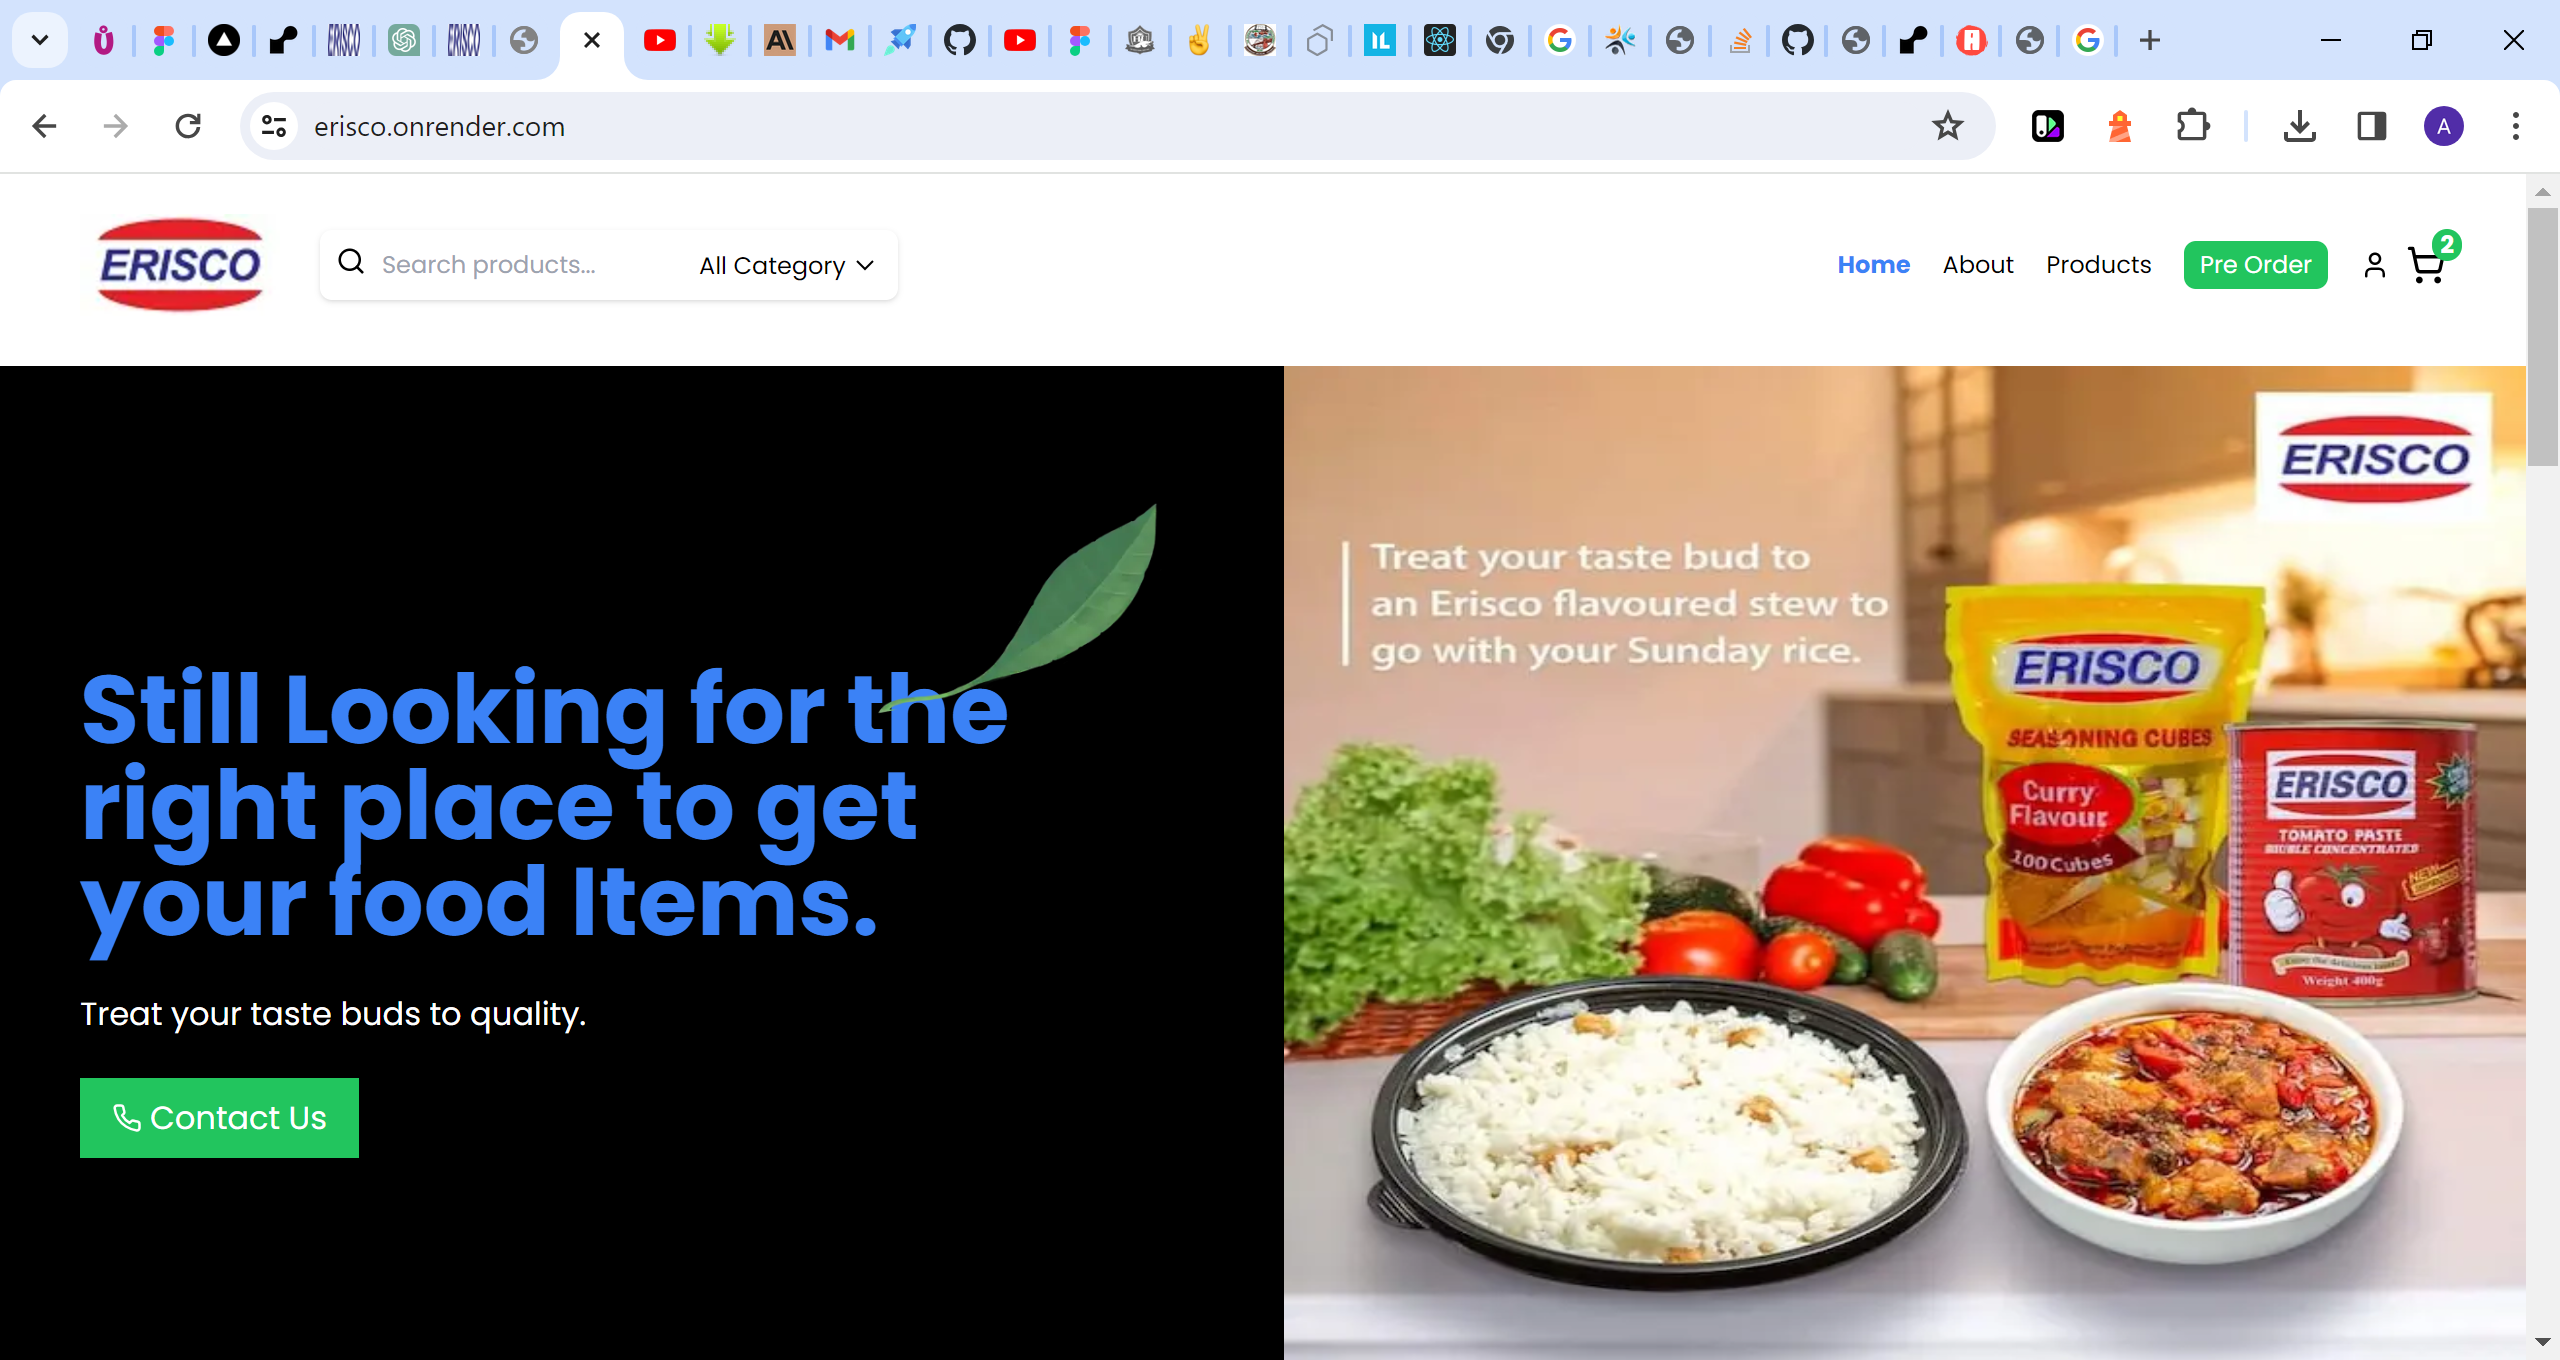 erisco.onrender.com
A
ERISCO
Search products...
All Category
Home
About
Products
Pre Order
2
Still Looking for the
right place to get
your food Items.
Treat your taste buds to quality.
Contact Us
ERISCO
Treat your taste bud to
an Erisco flavoured stew to
go with your Sunday rice.
ERISCO
SEASONING CUBES
Curry
Flavour
100 Cubes
ERISCO
TOMATO PASTE
DOUBLE CONCENTRATED
NEW
Weight 400g